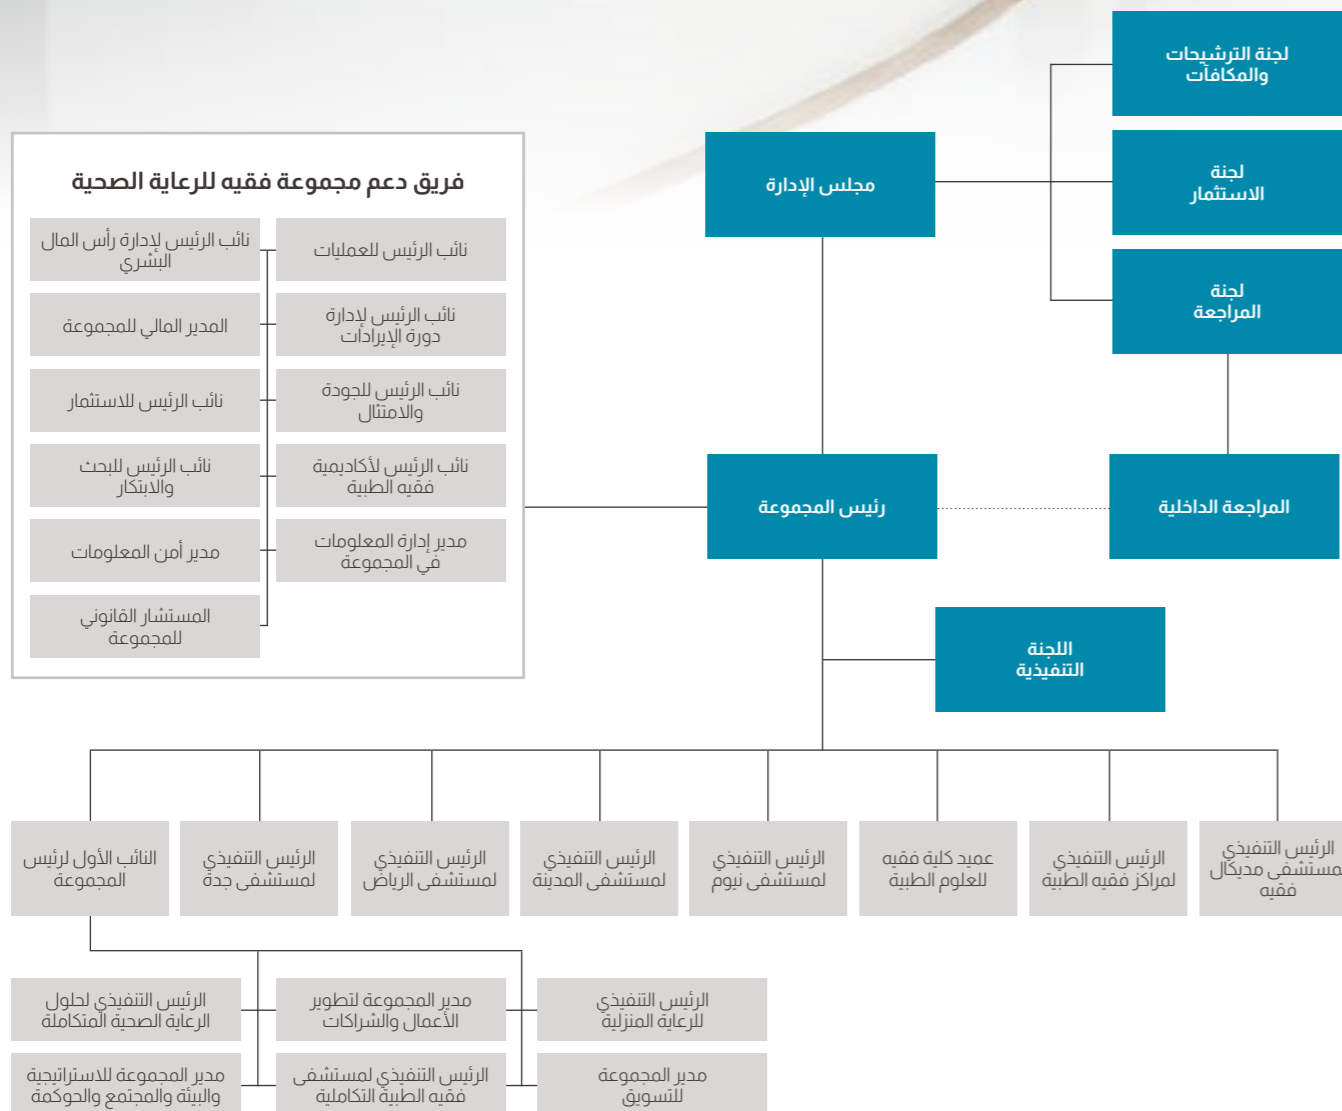 لجنة الترشيحات
والمكافآت
لجنة
الاستثمار
لجنة
المراجعة
مجلس الإدارة
المراجعة الداخلية
رئيس المجموعة
اللجنة
التنفيذية
فريق دعم مجموعة فقيه للرعاية الصحية
نائب الرئيس للعمليات
نائب الرئيس لإدارة رأس المال
البشري
نائب الرئيس لإدارة
دورة الإيرادات
المدير المالي للمجموعة
نائب الرئيس للجودة
والامتثال
نائب الرئيس للاستثمار
نائب الرئيس لأكاديمية
فقيه الطبية
نائب الرئيس للبحث
والابتكار
مدير إدارة المعلومات
في المجموعة
مدير أمن المعلومات
المستشار القانوني
للمجموعة
الرئيس التنفيذي
لمستشفى مديكال
فقيه
الرئيس التنفيذي
لمراكز فقيه الطبية
عميد كلية فقيه
للعلوم الطبية
الرئيس التنفيذي
لمستشفى نيوم
الرئيس التنفيذي
لمستشفى المدينة
الرئيس التنفيذي
لمستشفى الرياض
الرئيس التنفيذي
لمستشفى جدة
النائب الأول لرئيس
المجموعة
الرئيس التنفيذي
للرعاية المنزلية
مدير المجموعة لتطوير
الأعمال والشراكات
الرئيس التنفيذي لحلول
الرعاية الصحية المتكاملة
مدير المجموعة
للتسويق
الرئيس التنفيذي لمستشفى
فقيه الطبية التكاملية
مدير المجموعة للاستراتيجية
والبيئة والمجتمع والحوكمة